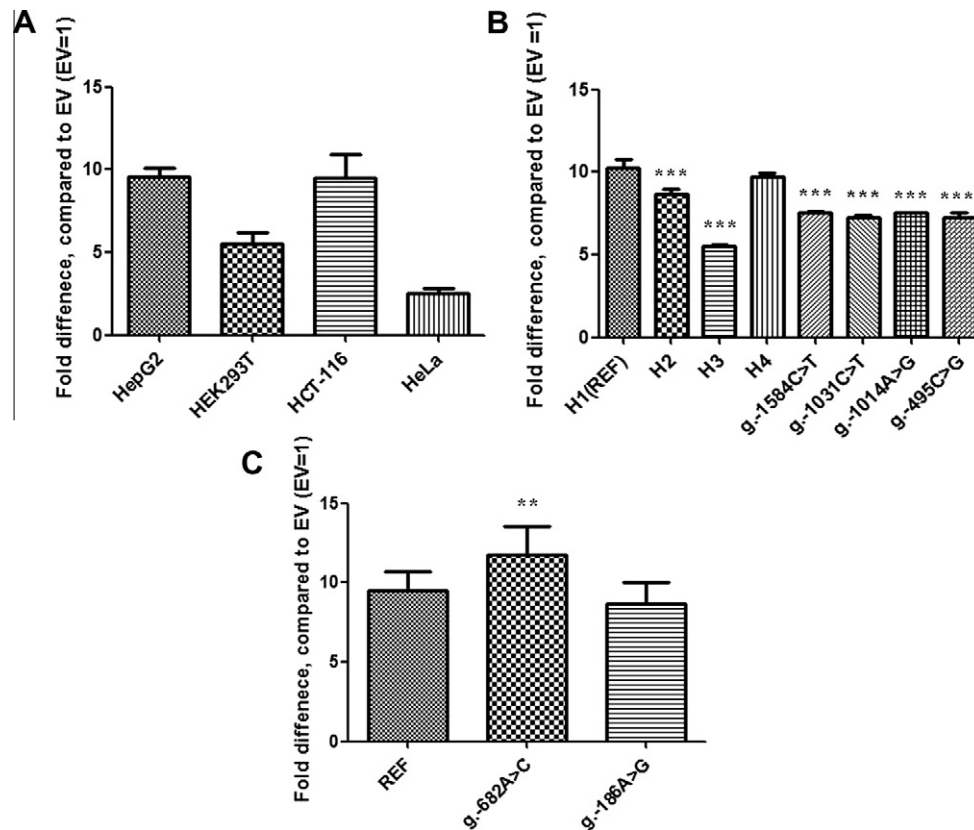 A
Fold diffenece, compared to EV (EV=1)
15
10
5
0
HepG2
HEK293T
HCT-116
HeLa
B
Fold difference, compared to EV (EV =1)
15
10
5
0
***
***
***
***
***
***
H1(REF)
H2
H3
H4
g.-1584C>T
g.-1031C>T
g.-1014A>G
g.-495C>G
C
Fold diffenece, compared to EV (EV=1)
15
10
5
0
**
REF
g.-682A>C
g.-186A>G